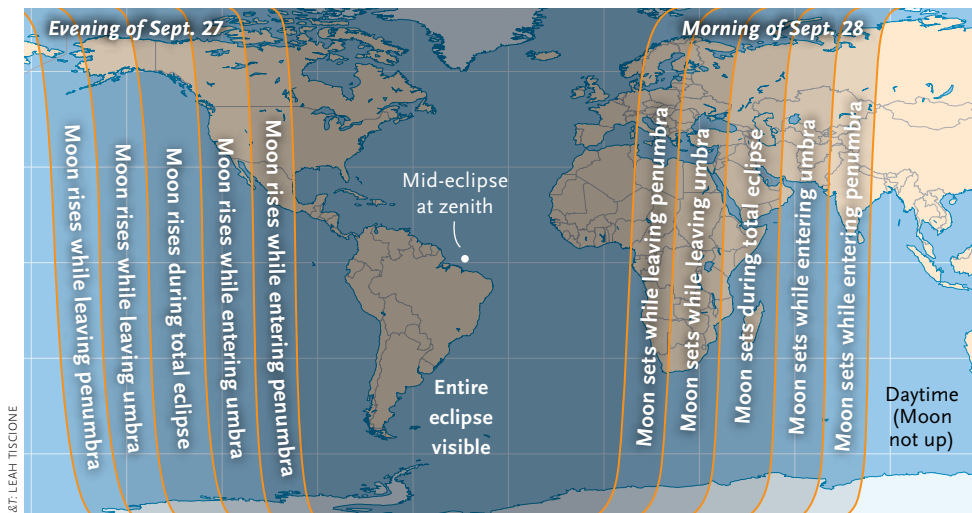 Evening of Sept. 27
Morning of Sept. 28
Moon rises while leaving penumbra
Moon rises while leaving umbra
Moon rises during total eclipse
Moon rises while entering umbra
Moon rises while entering penumbra
Mid-eclipse
at zenith
Entire
eclipse
visible
Moon sets while leaving penumbra
Moon sets while leaving umbra
Moon sets during total eclipse
Moon sets while entering umbra
Moon sets while entering penumbra
Daytime
(Moon
not up)
&T: LEAH TISCIONE